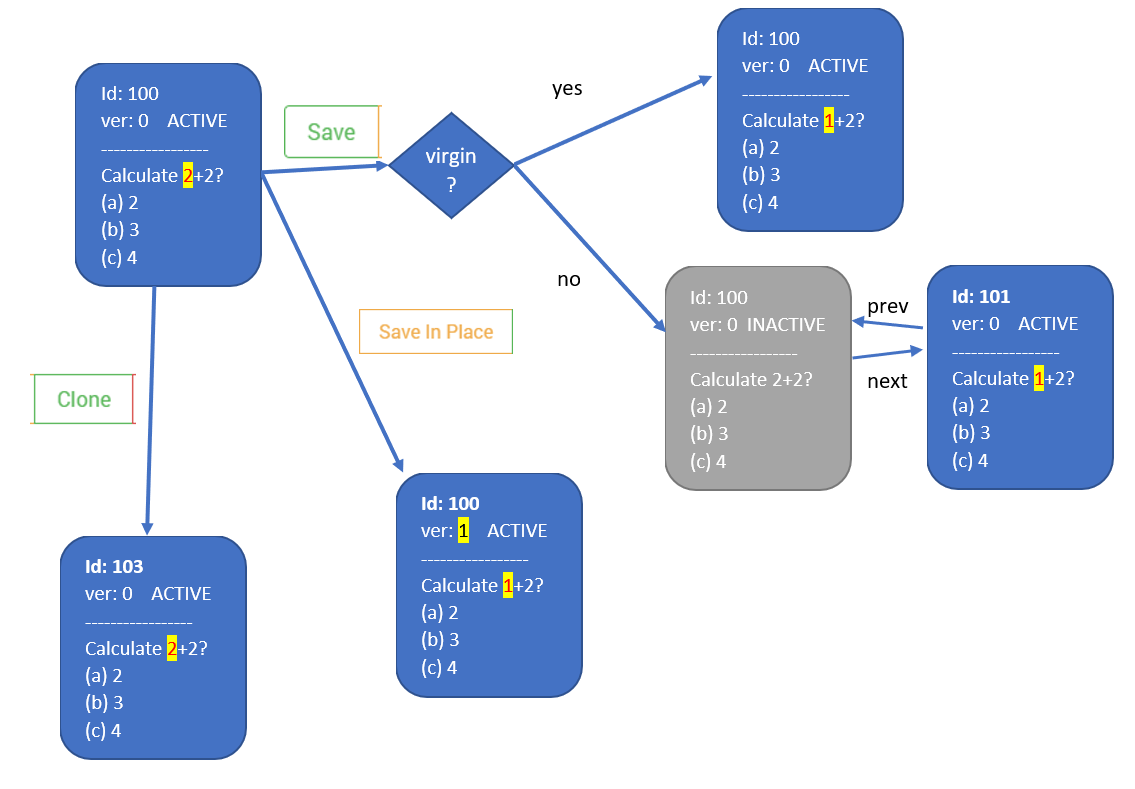 Id: 100
ver: 0 ACTIVE
-----------------
Calculate 2+2?
(a) 2
(b) 3
(c) 4
Save
virgin
?
yes
Id: 100
ver: 0 ACTIVE
-----------------
Calculate 1+2?
(a) 2
(b) 3
(c) 4
no
Id: 100
ver: 0 INACTIVE
-----------------
Calculate 2+2?
(a) 2
(b) 3
(c) 4
prev
next
Id: 101
ver: 0 ACTIVE
-----------------
Calculate 1+2?
(a) 2
(b) 3
(c) 4
Save In Place
Id: 100
ver: 1 ACTIVE
-----------------
Calculate 1+2?
(a) 2
(b) 3
(c) 4
Clone
Id: 103
ver: 0 ACTIVE
-----------------
Calculate 2+2?
(a) 2
(b) 3
(c) 4